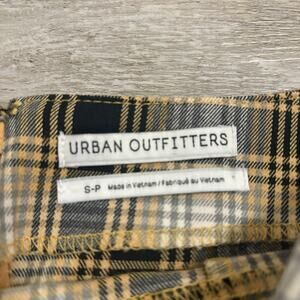 URBAN OUTFITTERS
S-P Made in Vietnam / Fabriqué au Vietnam